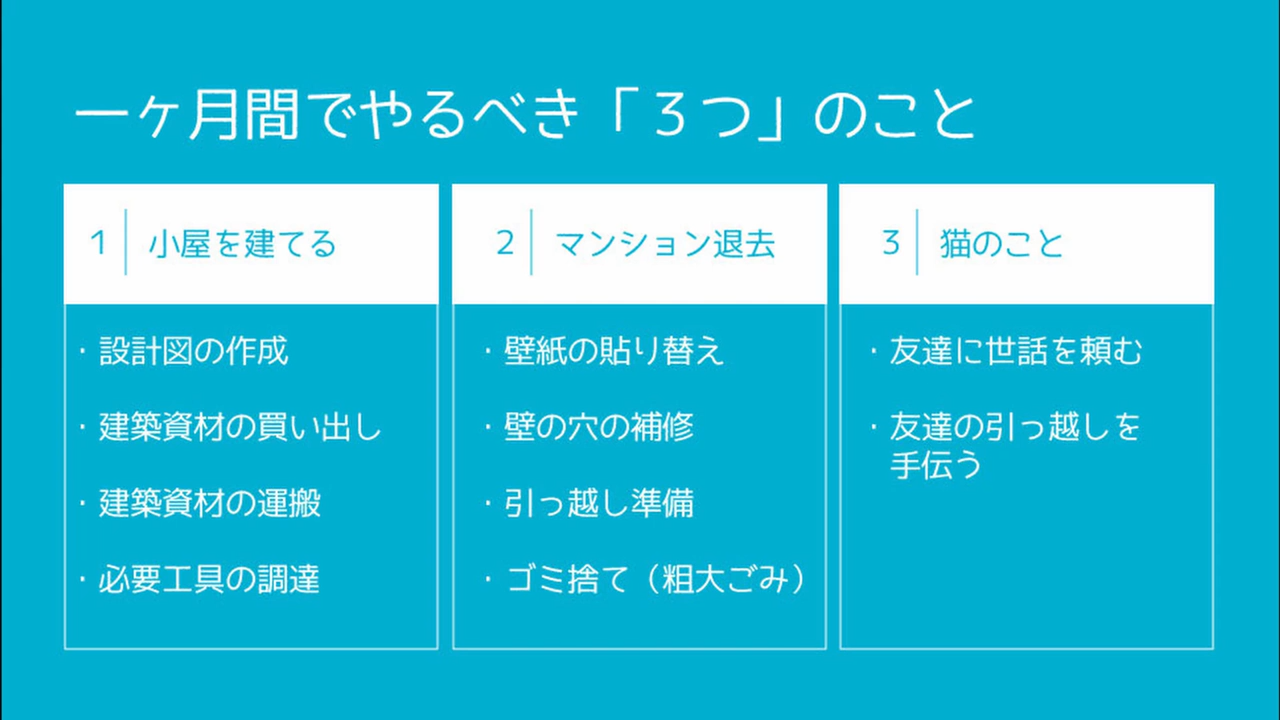 一ヶ月間でやるべき「３つ」のこと
1 小屋を建てる
・設計図の作成
・建築資材の買い出し
・建築資材の運搬
・必要工具の調達
2 マンション退去
・壁紙の貼り替え
・壁の穴の補修
・引っ越し準備
・ゴミ捨て（粗大ごみ）
3 猫のこと
・友達に世話を頼む
・友達の引っ越しを
手伝う